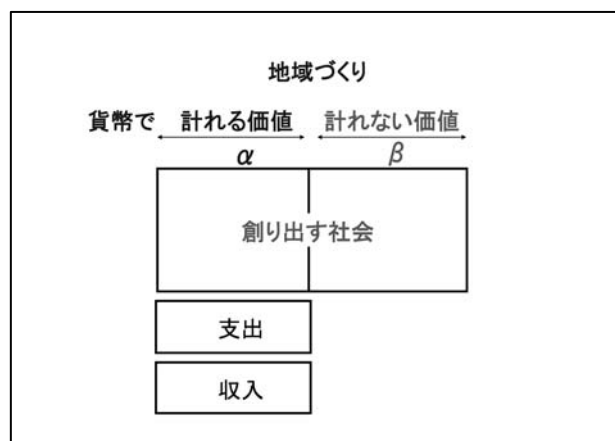 地域づくり
貨幣で 計れる価値 計れない価値
α β
創り出す社会
支出
収入